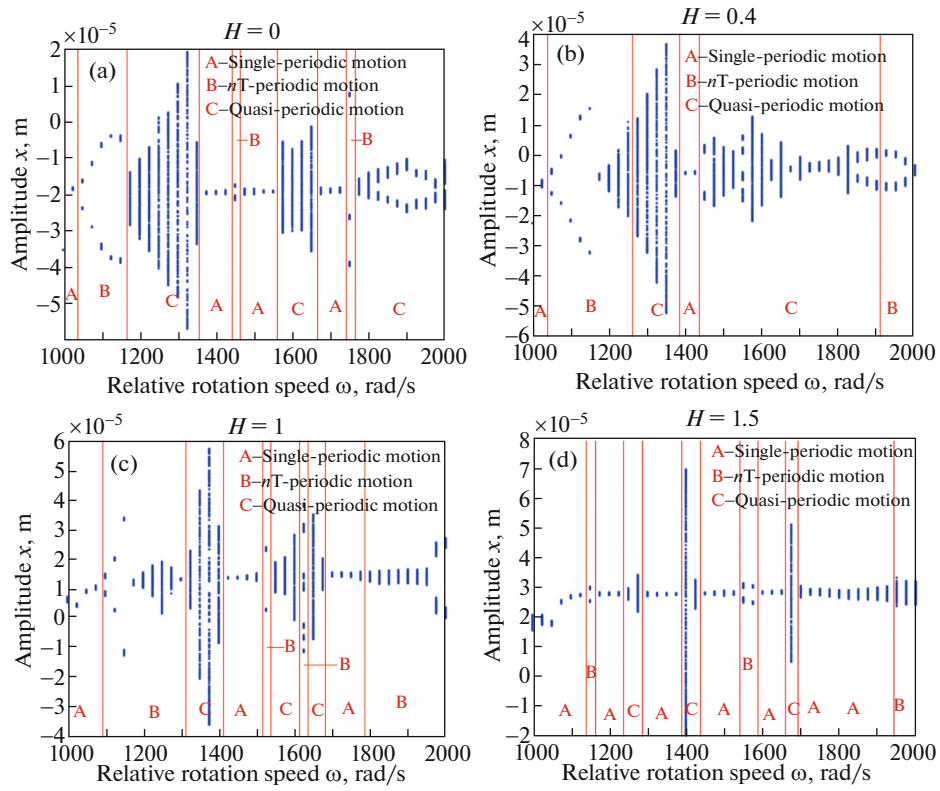 H = 0
×10⁻⁵
2
1
0
−1
−2
−3
−4
−5
(a)
A–Single-periodic motion
B–nT-periodic motion
C–Quasi-periodic motion
B
B
A
B
C
A
A
C
A
C
1000 1200 1400 1600 1800 2000
Amplitude x, m
Relative rotation speed ω, rad/s
H = 0.4
×10⁻⁵
4
3
2
1
0
−1
−2
−3
−4
−5
−6
(b)
A–Single-periodic motion
B–nT-periodic motion
C–Quasi-periodic motion
A
B
C
A
C
B
1000 1200 1400 1600 1800 2000
Amplitude x, m
Relative rotation speed ω, rad/s
H = 1
×10⁻⁵
6
5
4
3
2
1
0
−1
−2
−3
−4
(c)
A–Single-periodic motion
B–nT-periodic motion
C–Quasi-periodic motion
B
B
A
B
C
A
C
C
A
B
1000 1200 1400 1600 1800 2000
Amplitude x, m
Relative rotation speed ω, rad/s
H = 1.5
×10⁻⁵
8
7
6
5
4
3
2
1
0
−1
−2
(d)
A–Single-periodic motion
B–nT-periodic motion
C–Quasi-periodic motion
B
B
A
A
C
A
C
A
A
C
A
A
B
1000 1200 1400 1600 1800 2000
Amplitude x, m
Relative rotation speed ω, rad/s